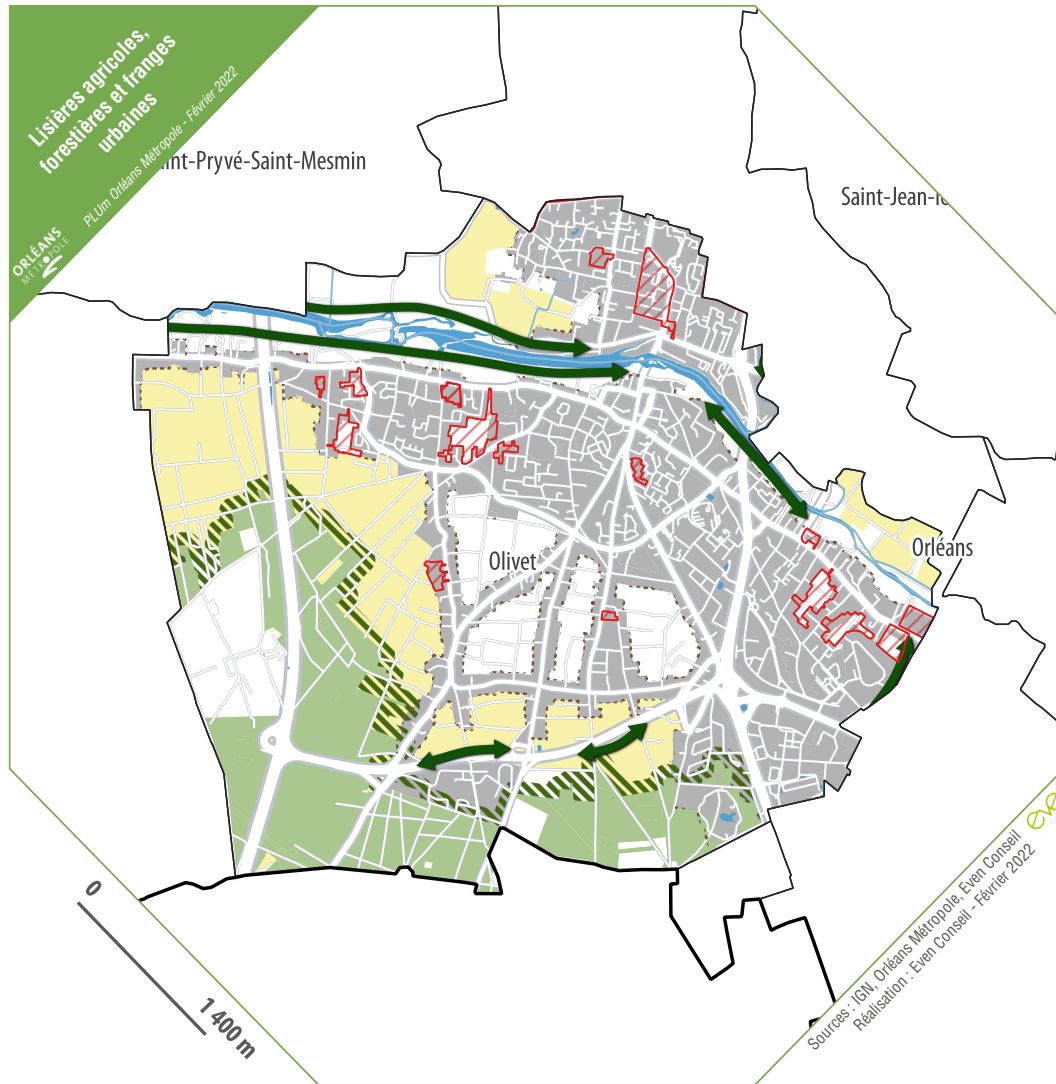 Lisières agricoles,
forestières et franges
urbaines
PLUm Orléans Métropole - Février 2022
ORLÉANS
MÉTROPOLE
int-Pryvé-Saint-Mesmin
Saint-Jean-le
Olivet
Orléans
0
1 400 m
Sources : IGN, Orléans Métropole, Even Conseil
Réalisation : Even Conseil - Février 2022
eve